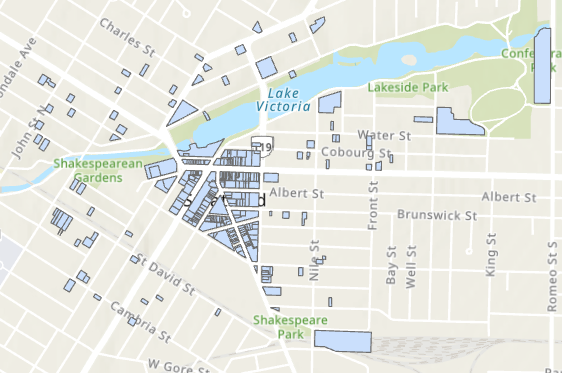 Charles St
ondale Ave
John St N
Lake
Victoria
Confedera
Park
Lakeside Park
19
Water St
Cobourg St
Shakespearean
Gardens
Albert St
Albert St
Front St
Brunswick St
Nile St
Bay St
Well St
King St
Romeo St S
St David St
Cambria St
Shakespeare
Park
W Gore St